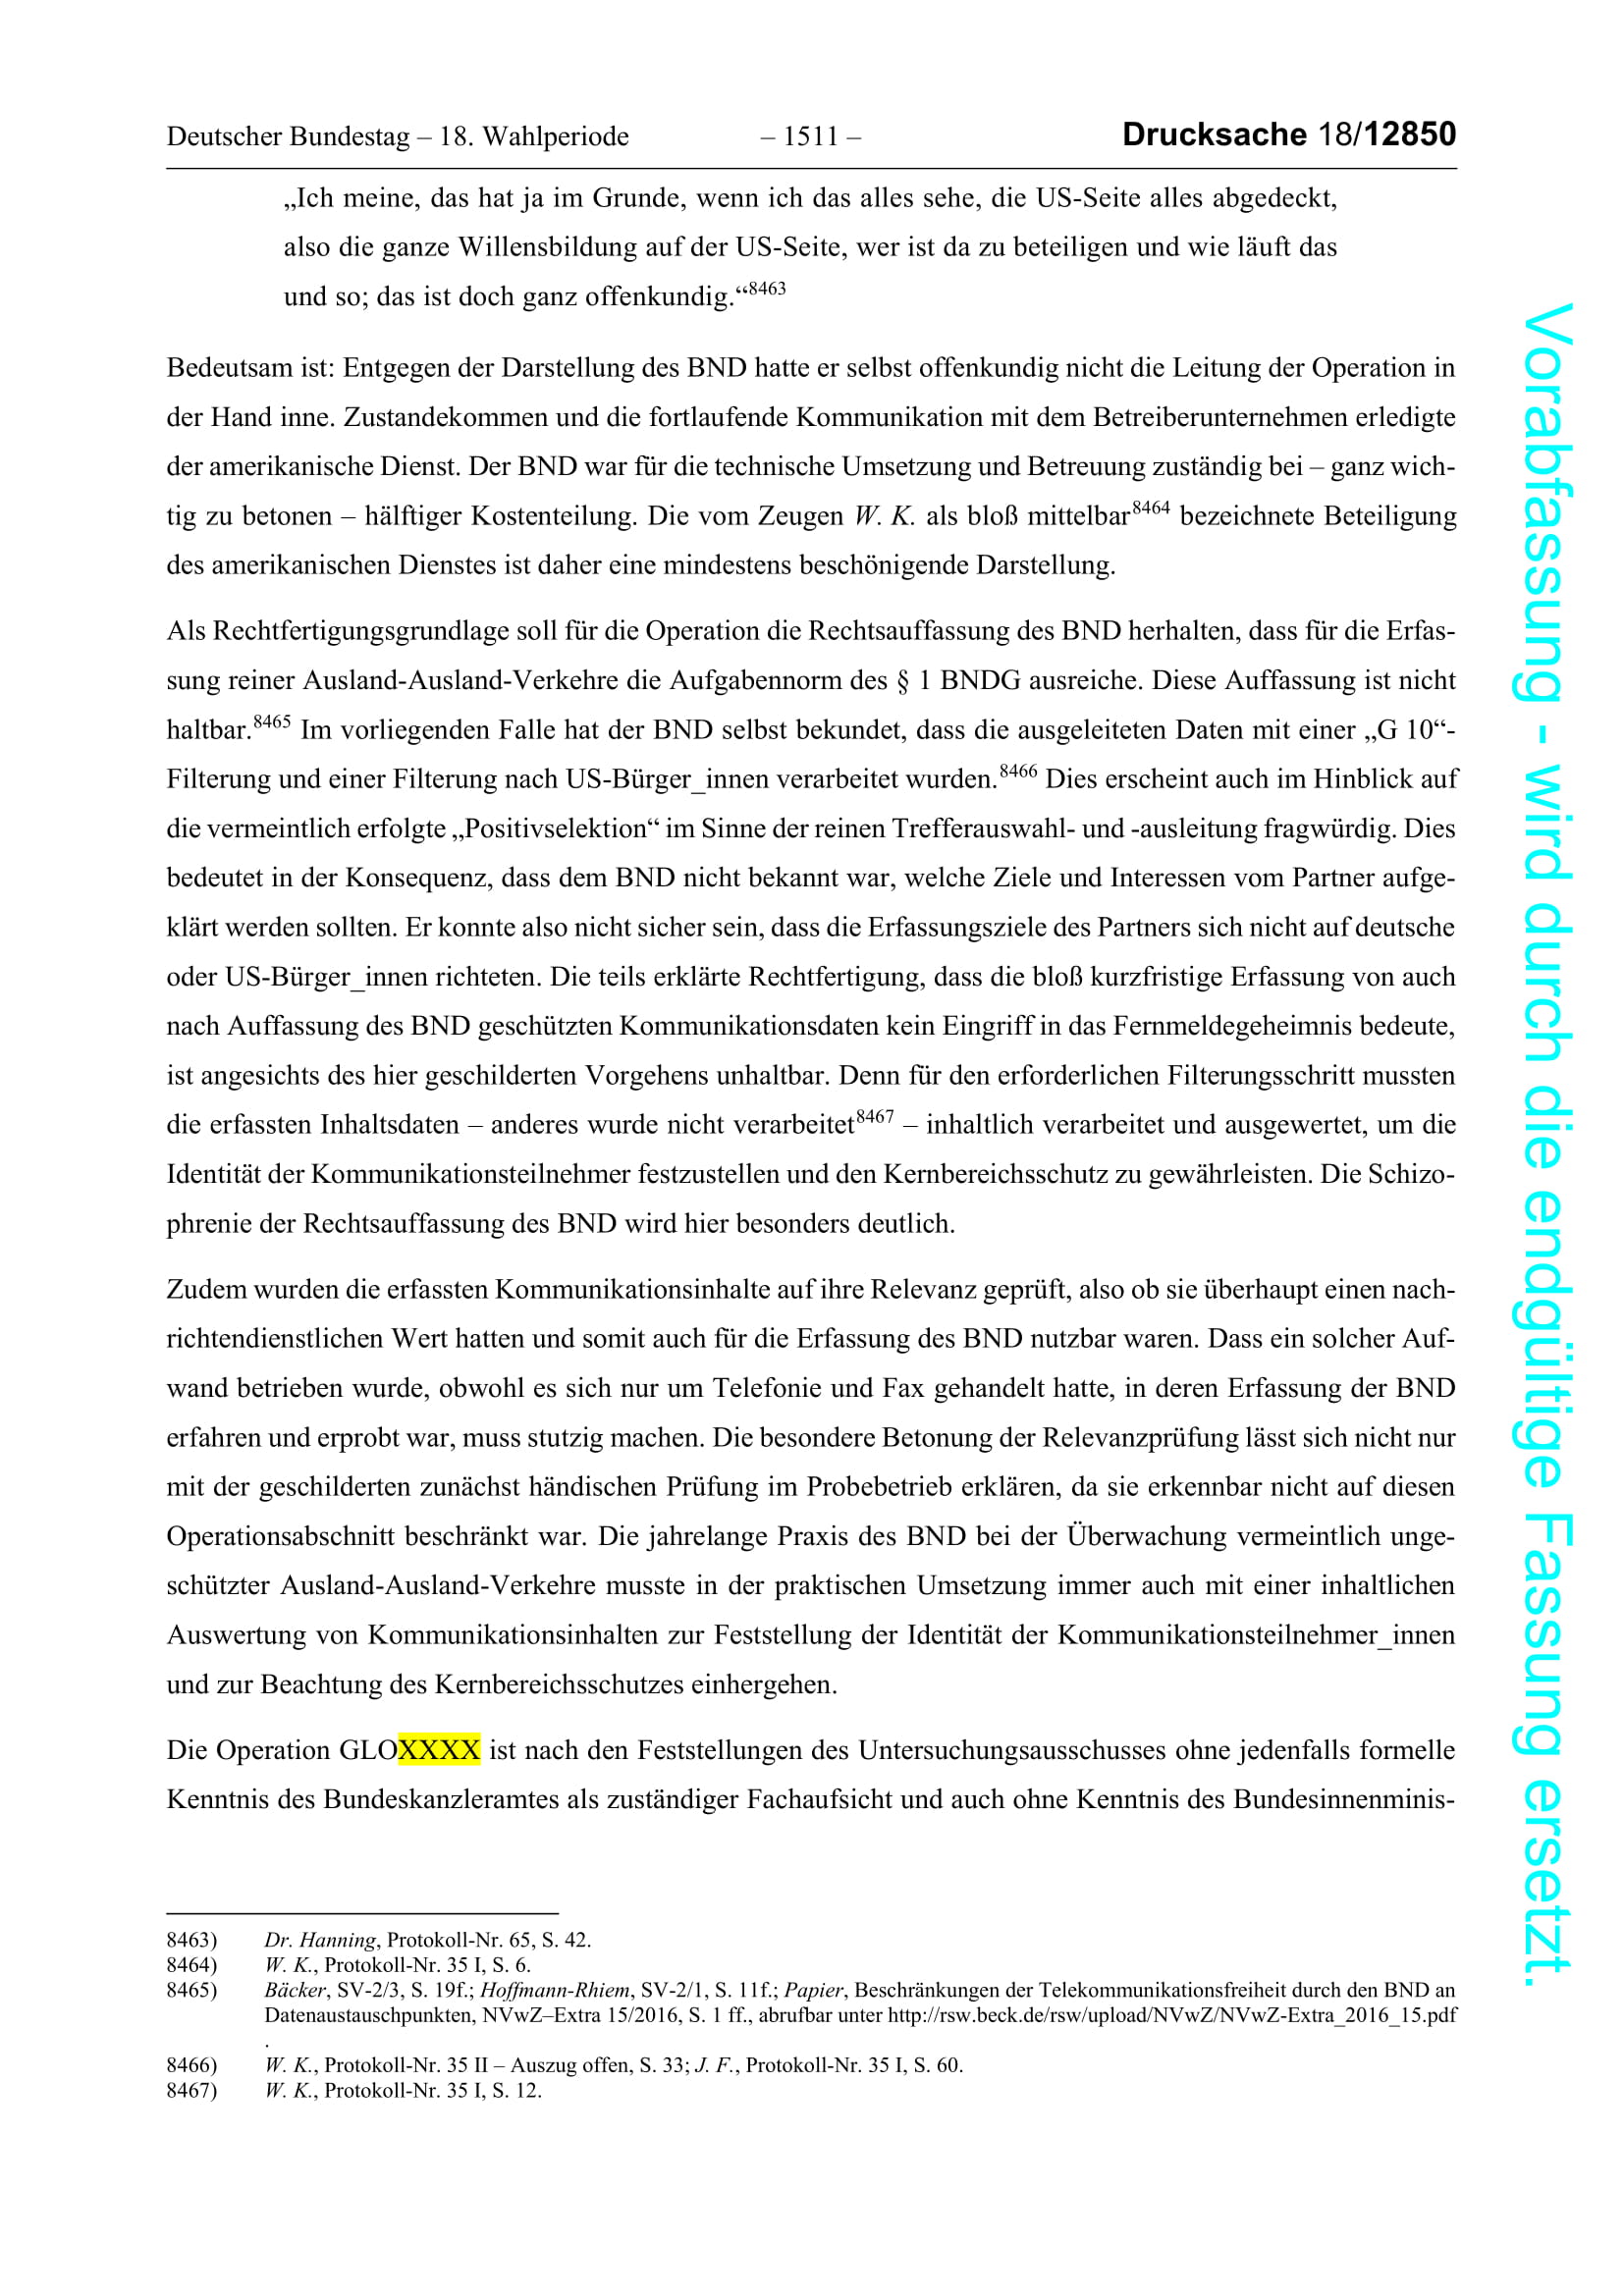 Deutscher Bundestag – 18. Wahlperiode – 1511 – Drucksache 18/12850
„Ich meine, das hat ja im Grunde, wenn ich das alles sehe, die US-Seite alles abgedeckt,
also die ganze Willensbildung auf der US-Seite, wer ist da zu beteiligen und wie läuft das
und so; das ist doch ganz offenkundig.“8463
Bedeutsam ist: Entgegen der Darstellung des BND hatte er selbst offenkundig nicht die Leitung der Operation in
der Hand inne. Zustandekommen und die fortlaufende Kommunikation mit dem Betreiberunternehmen erledigte
der amerikanische Dienst. Der BND war für die technische Umsetzung und Betreuung zuständig bei – ganz wich-
tig zu betonen – hälftiger Kostenteilung. Die vom Zeugen W. K. als bloß mittelbar8464 bezeichnete Beteiligung
des amerikanischen Dienstes ist daher eine mindestens beschönigende Darstellung.
Als Rechtfertigungsgrundlage soll für die Operation die Rechtsauffassung des BND herhalten, dass für die Erfas-
sung reiner Ausland-Ausland-Verkehre die Aufgabennorm des § 1 BNDG ausreiche. Diese Auffassung ist nicht
haltbar.8465 Im vorliegenden Falle hat der BND selbst bekundet, dass die ausgeleiteten Daten mit einer „G 10“-
Filterung und einer Filterung nach US-Bürger_innen verarbeitet wurden.8466 Dies erscheint auch im Hinblick auf
die vermeintlich erfolgte „Positivselektion“ im Sinne der reinen Trefferauswahl- und -ausleitung fragwürdig. Dies
bedeutet in der Konsequenz, dass dem BND nicht bekannt war, welche Ziele und Interessen vom Partner aufge-
klärt werden sollten. Er konnte also nicht sicher sein, dass die Erfassungsziele des Partners sich nicht auf deutsche
oder US-Bürger_innen richteten. Die teils erklärte Rechtfertigung, dass die bloß kurzfristige Erfassung von auch
nach Auffassung des BND geschützten Kommunikationsdaten kein Eingriff in das Fernmeldegeheimnis bedeute,
ist angesichts des hier geschilderten Vorgehens unhaltbar. Denn für den erforderlichen Filterungsschritt mussten
die erfassten Inhaltsdaten – anderes wurde nicht verarbeitet8467 – inhaltlich verarbeitet und ausgewertet, um die
Identität der Kommunikationsteilnehmer festzustellen und den Kernbereichsschutz zu gewährleisten. Die Schizo-
phrenie der Rechtsauffassung des BND wird hier besonders deutlich.
Zudem wurden die erfassten Kommunikationsinhalte auf ihre Relevanz geprüft, also ob sie überhaupt einen nach-
richtendienstlichen Wert hatten und somit auch für die Erfassung des BND nutzbar waren. Dass ein solcher Auf-
wand betrieben wurde, obwohl es sich nur um Telefonie und Fax gehandelt hatte, in deren Erfassung der BND
erfahren und erprobt war, muss stutzig machen. Die besondere Betonung der Relevanzprüfung lässt sich nicht nur
mit der geschilderten zunächst händischen Prüfung im Probebetrieb erklären, da sie erkennbar nicht auf diesen
Operationsabschnitt beschränkt war. Die jahrelange Praxis des BND bei der Überwachung vermeintlich unge-
schützter Ausland-Ausland-Verkehre musste in der praktischen Umsetzung immer auch mit einer inhaltlichen
Auswertung von Kommunikationsinhalten zur Feststellung der Identität der Kommunikationsteilnehmer_innen
und zur Beachtung des Kernbereichsschutzes einhergehen.
Die Operation GLOXXXX ist nach den Feststellungen des Untersuchungsausschusses ohne jedenfalls formelle
Kenntnis des Bundeskanzleramtes als zuständiger Fachaufsicht und auch ohne Kenntnis des Bundesinnenminis-
8463) Dr. Hanning, Protokoll-Nr. 65, S. 42.
8464) W. K., Protokoll-Nr. 35 I, S. 6.
8465) Bäcker, SV-2/3, S. 19f.; Hoffmann-Rhiem, SV-2/1, S. 11f.; Papier, Beschränkungen der Telekommunikationsfreiheit durch den BND an
Datenaustauschpunkten, NVwZ–Extra 15/2016, S. 1 ff., abrufbar unter http://rsw.beck.de/rsw/upload/NVwZ/NVwZ-Extra_2016_15.pdf
.
8466) W. K., Protokoll-Nr. 35 II – Auszug offen, S. 33; J. F., Protokoll-Nr. 35 I, S. 60.
8467) W. K., Protokoll-Nr. 35 I, S. 12.
Vorabfassung - wird durch die endgültige Fassung ersetzt.